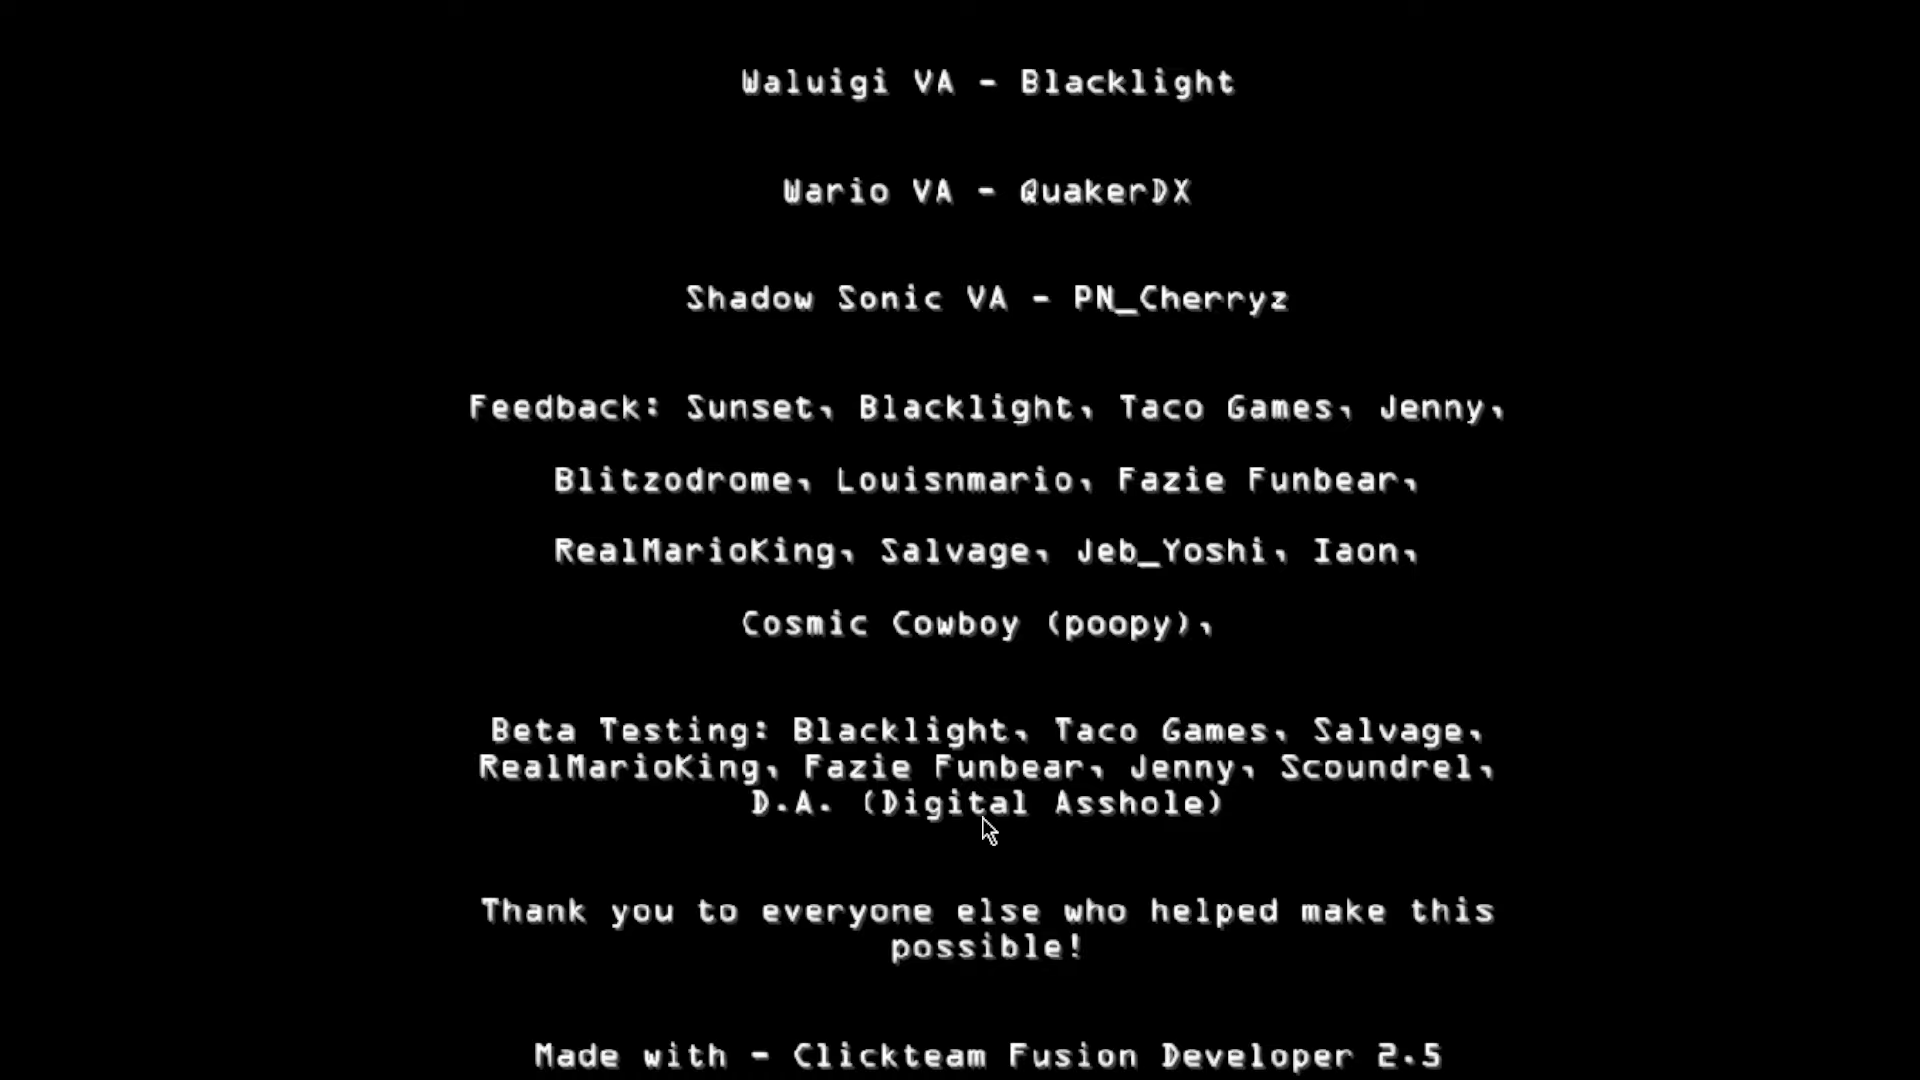 Waluigi VA - Blacklight
Wario VA - QuakerDX
Shadow Sonic VA - PN_Cherryz
Feedback: Sunset, Blacklight, Taco Games, Jenny,
Blitzodrome, Louisnmario, Fazie Funbear,
RealMarioKing, Salvage, Jeb_Yoshi, Iaon,
Cosmic Cowboy (poopy),
Beta Testing: Blacklight, Taco Games, Salvage,
RealMarioKing, Fazie Funbear, Jenny, Scoundrel,
D.A. (Digital Asshole)
Thank you to everyone else who helped make this
possible!
Made with - Clickteam Fusion Developer 2.5